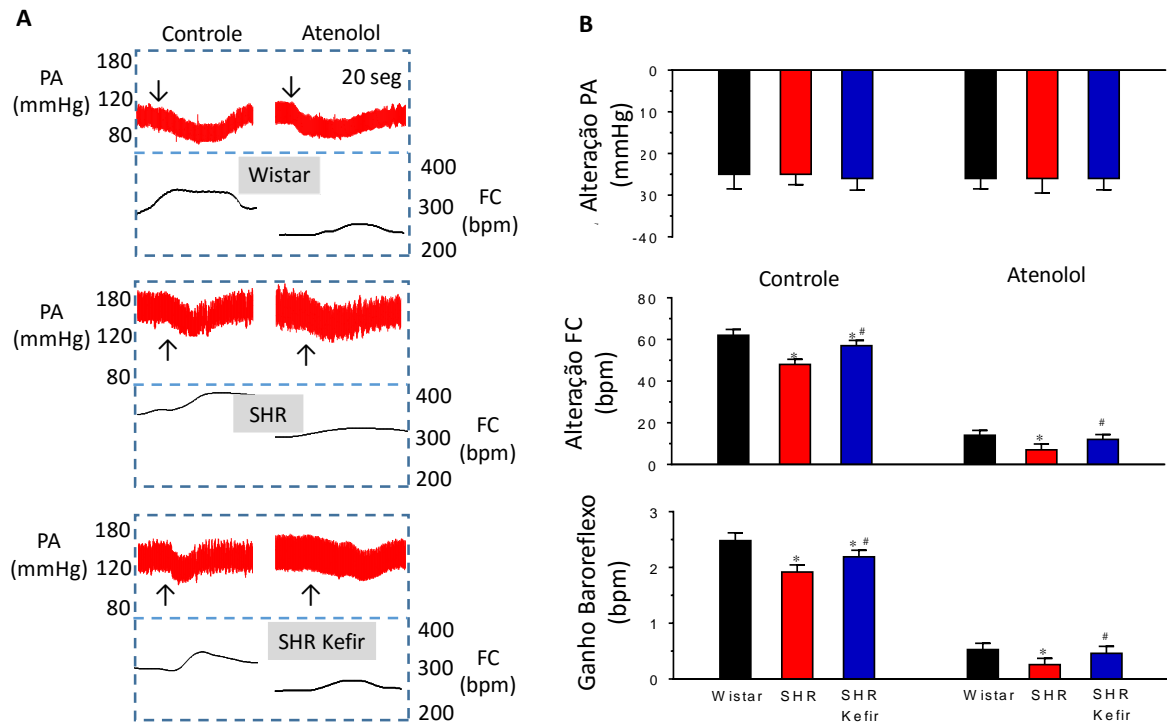 A
Controle
Atenolol
PA
(mmHg)
180
120
80
20 seg
Wistar
400
300
200
FC
(bpm)
PA
(mmHg)
180
120
80
SHR
400
300
200
FC
(bpm)
PA
(mmHg)
180
120
80
SHR Kefir
400
300
200
FC
(bpm)
B
Alteração PA
(mmHg)
0
10
20
30
-40
Controle
Atenolol
Alteração FC
(bpm)
80
60
40
20
0
*
*#
*
#
Ganho Baroreflexo
(bpm)
3
2
1
0
*
*#
*
#
Wistar
SHR
SHR
Kefir
Wistar
SHR
SHR
Kefir